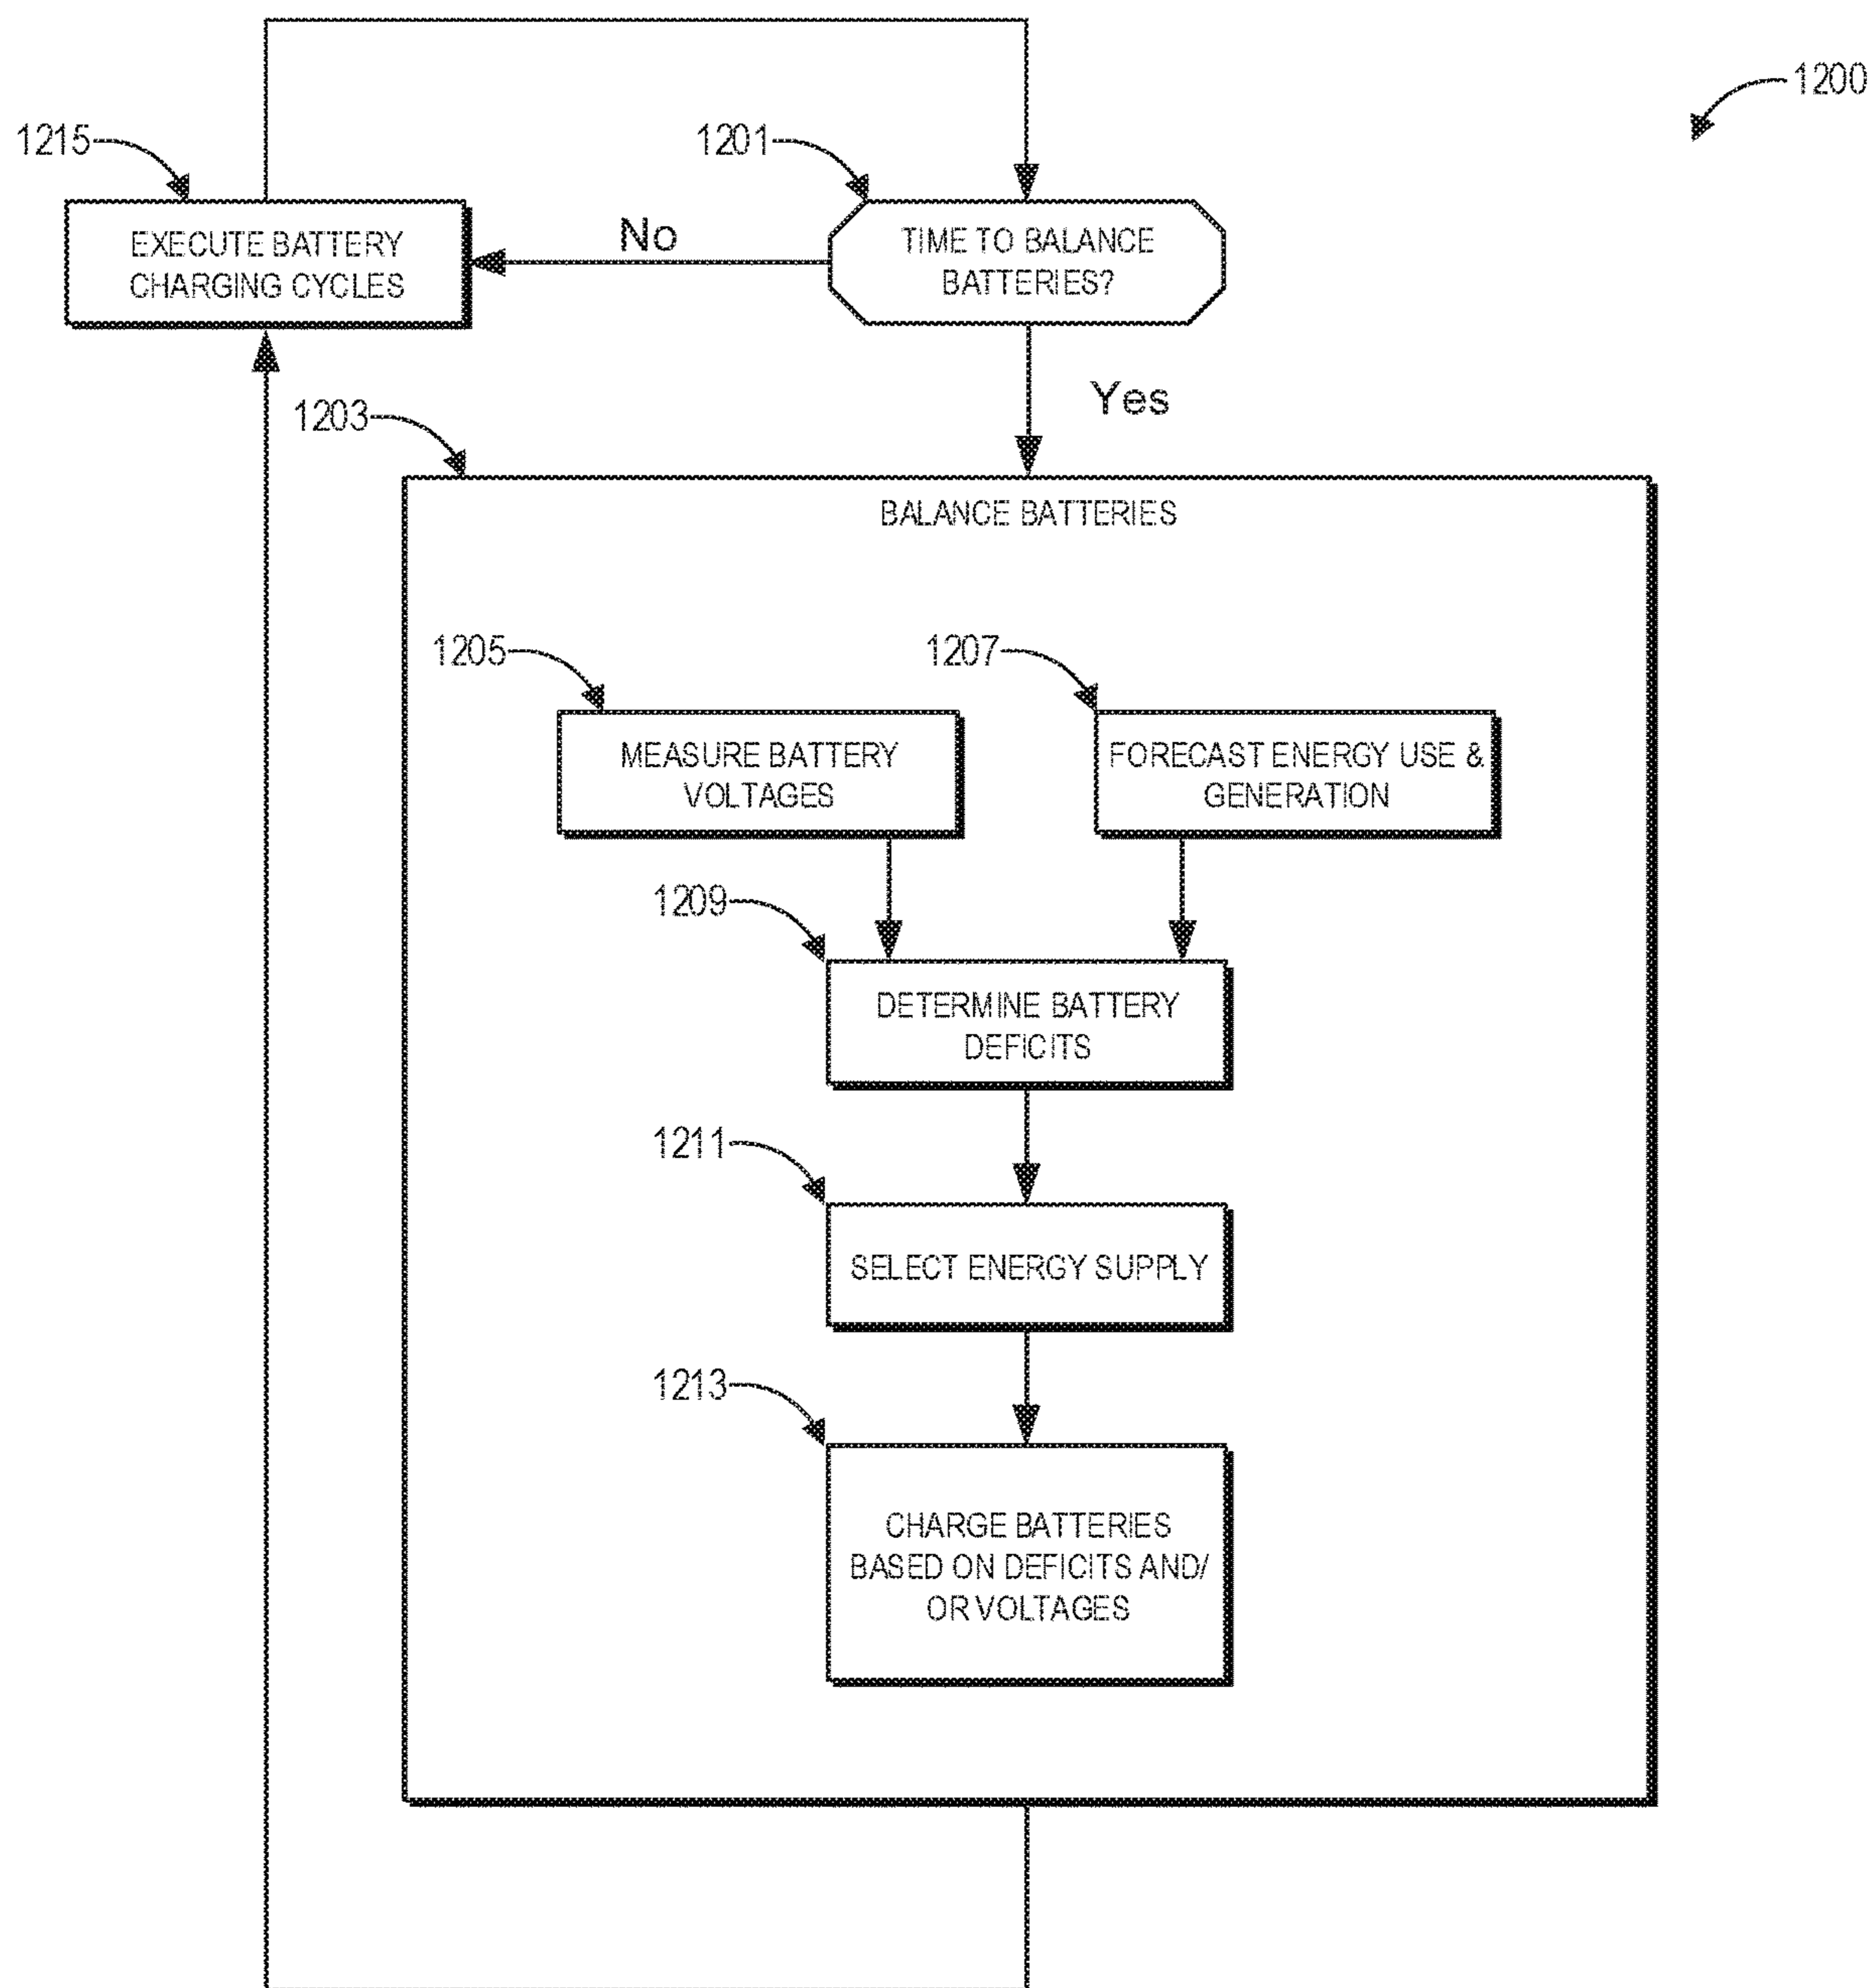 1200
1215
1201
EXECUTE BATTERY
CHARGING CYCLES
No
TIME TO BALANCE
BATTERIES?
Yes
1203
BALANCE BATTERIES
1205
1207
MEASURE BATTERY
VOLTAGES
FORECAST ENERGY USE &
GENERATION
1209
DETERMINE BATTERY
DEFICITS
1211
SELECT ENERGY SUPPLY
1213
CHARGE BATTERIES
BASED ON DEFICITS AND/
OR VOLTAGES